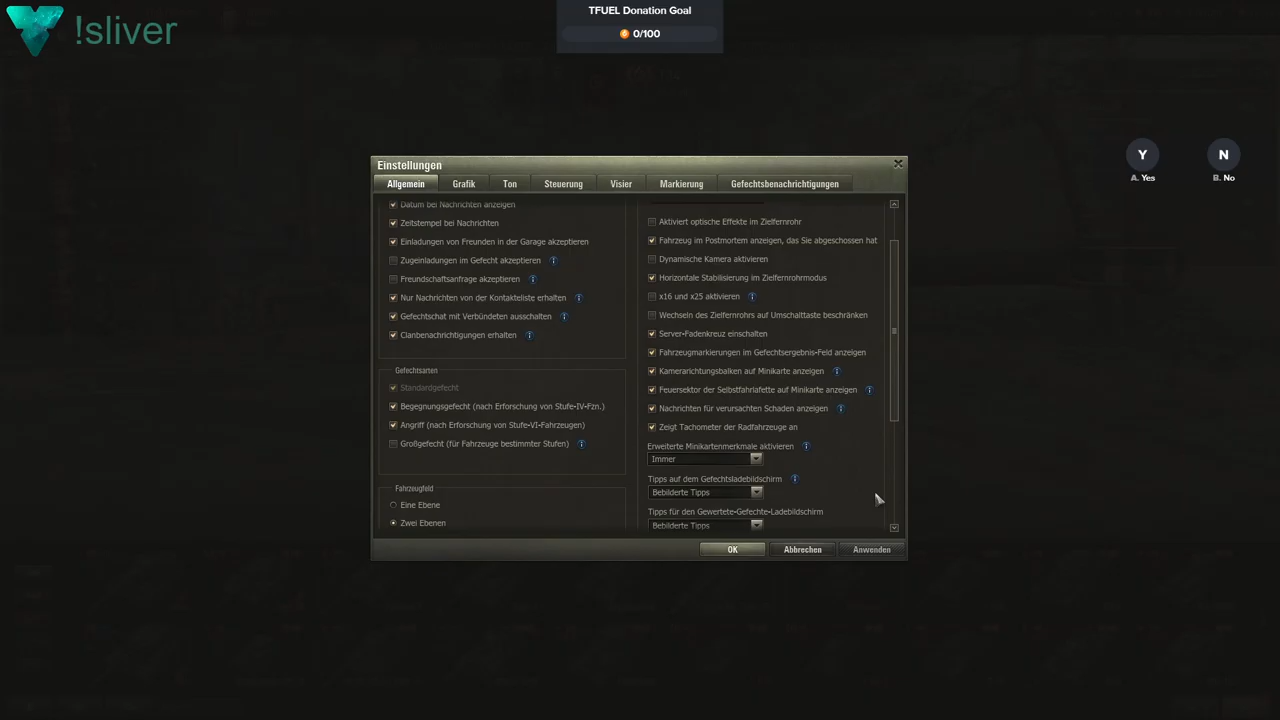 !sliver
TFUEL Donation Goal
0/100
Y
N
A. Yes
B. No
Einstellungen
Allgemein
Grafik
Ton
Steuerung
Visier
Markierung
Gefechtsbenachrichtigungen
Datum bei Nachrichten anzeigen
Zeitstempel bei Nachrichten
Einladungen von Freunden in der Garage akzeptieren
Zugeinladungen im Gefecht akzeptieren
Freundschaftsanfrage akzeptieren
Nur Nachrichten von der Kontakteliste erhalten
Gefechtschat mit Verbündeten ausschalten
Clanbenachrichtigungen erhalten
Gefechtsarten
Standardgefecht
Begegnungsgefecht (nach Erforschung von Stufe-IV-Fzn.)
Angriff (nach Erforschung von Stufe-VI-Fahrzeugen)
Großgefecht (für Fahrzeuge bestimmter Stufen)
Fahrzeugfeld
Eine Ebene
Zwei Ebenen
Aktiviert optische Effekte im Zielfernrohr
Fahrzeug im Postmortem anzeigen, das Sie abgeschossen hat
Dynamische Kamera aktivieren
Horizontale Stabilisierung im Zielfernrohrmodus
x16 und x25 aktivieren
Wechseln des Zielfernrohrs auf Umschalttaste beschränken
Server-Fadenkreuz einschalten
Fahrzeugmarkierungen im Gefechtsergebnis-Feld anzeigen
Kamerarichtungsbalken auf Minikarte anzeigen
Feuersektor der Selbstfahrlafette auf Minikarte anzeigen
Nachrichten für verursachten Schaden anzeigen
Zeigt Tachometer der Radfahrzeuge an
Erweiterte Minikartenmerkmale aktivieren
Immer
Tipps auf dem Gefechtsladebildschirm
Bebilderte Tipps
Tipps für den Gewertete-Gefechte-Ladebildschirm
Bebilderte Tipps
OK
Abbrechen
Anwenden